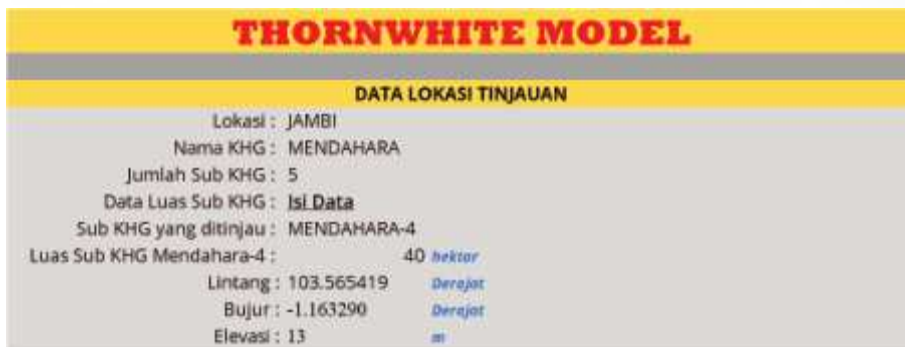 THORNWHITE MODEL
DATA LOKASI TINJAUAN
Lokasi : JAMBI
Nama KHG : MENDAHARA
Jumlah Sub KHG : 5
Data Luas Sub KHG : Isi Data
Sub KHG yang ditinjau : MENDAHARA-4
Luas Sub KHG Mendahara-4 : 40 hektar
Lintang : 103.565419 Derajat
Bujur : -1.163290 Derajat
Elevasi : 13 m